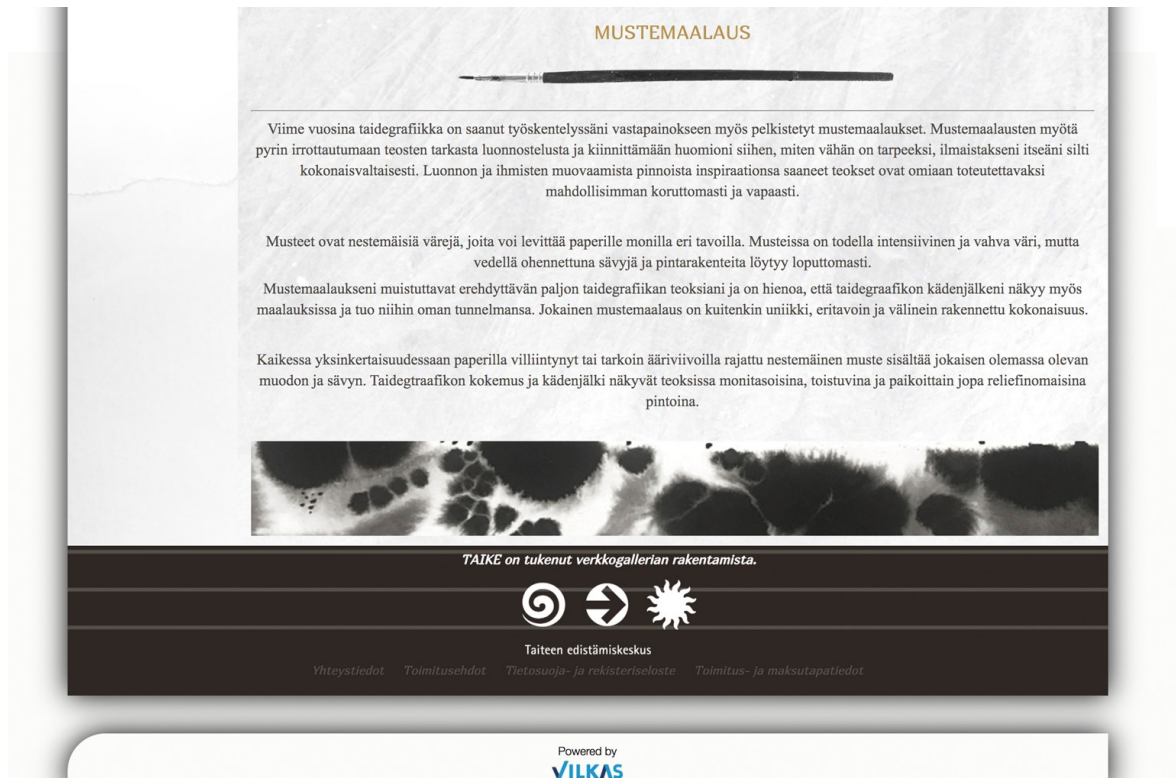 MUSTEMAALAUS
Viime vuosina taidegrafiikka on saanut työskentelyssäni vastapainokseen myös pelkistetyt mustemaalaukset. Mustemaalausten myötä
pyrin irrottautumaan teosten tarkasta luonnostelusta ja kiinnittämään huomioni siihen, miten vähän on tarpeeksi, ilmaistakseni itseäni silti
kokonaisvaltaisesti. Luonnon ja ihmisten muovaamista pinnoista inspiraationsa saaneet teokset ovat omiaan toteutettavaksi
mahdollisimman koruttomasti ja vapaasti.
Musteet ovat nestemäisiä värejä, joita voi levittää paperille monilla eri tavoilla. Musteissa on todella intensiivinen ja vahva väri, mutta
vedellä ohennettuna sävyjä ja pintarakenteita löytyy loputtomasti.
Mustemaalaukseni muistuttavat erehdyttävän paljon taidegrafiikan teoksiani ja on hienoa, että taidegraafikon kädenjälkeni näkyy myös
maalauksissa ja tuo niihin oman tunnelmansa. Jokainen mustemaalaus on kuitenkin uniikki, eritavoin ja välinein rakennettu kokonaisuus.
Kaikessa yksinkertaisuudessaan paperilla villiintynyt tai tarkoin ääriviivoilla rajattu nestemäinen muste sisältää jokaisen olemassa olevan
muodon ja sävyn. Taidegtraafikon kokemus ja kädenjälki näkyvät teoksissa monitasoisina, toistuvina ja paikoittain jopa reliefinomaisina
pintoina.
TAIKE on tukenut verkkogallerian rakentamista.
Taiteen edistämiskeskus
Yhteystiedot Toimitusehdot Tietosuoja- ja rekisteriseloste Toimitus- ja maksutapatiedot
Powered by
VILKAS